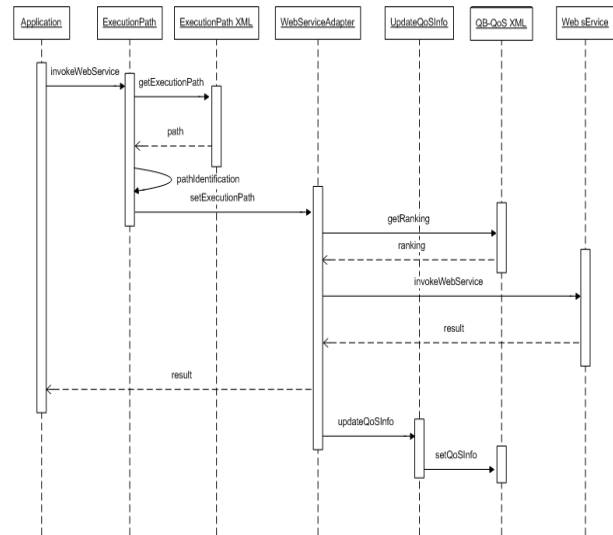 Application
ExecutionPath
ExecutionPath XML
WebServiceAdapter
UpdateQoSInfo
QB-QoS XML
Web sErvice
invokeWebService
getExecutionPath
path
pathIdentification
setExecutionPath
getRanking
ranking
invokeWebService
result
result
updateQoSInfo
setQoSInfo